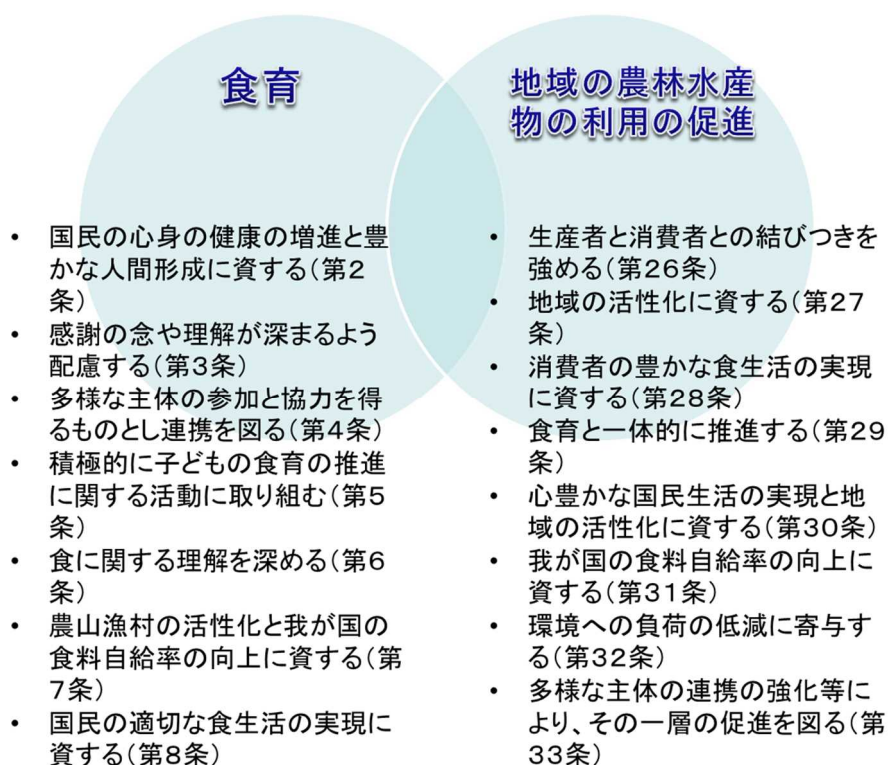 食育
• 国民の心身の健康の増進と豊
かな人間形成に資する(第2
条)
• 感謝の念や理解が深まるよう
配慮する(第3条)
• 多様な主体の参加と協力を得
るものとし連携を図る(第4条)
• 積極的に子どもの食育の推進
に関する活動に取り組む(第5
条)
• 食に関する理解を深める(第6
条)
• 農山漁村の活性化と我が国の
食料自給率の向上に資する(第
7条)
• 国民の適切な食生活の実現に
資する(第8条)
地域の農林水産
物の利用の促進
• 生産者と消費者との結びつきを
強める(第26条)
• 地域の活性化に資する(第27
条)
• 消費者の豊かな食生活の実現
に資する(第28条)
• 食育と一体的に推進する(第29
条)
• 心豊かな国民生活の実現と地
域の活性化に資する(第30条)
• 我が国の食料自給率の向上に
資する(第31条)
• 環境への負荷の低減に寄与す
る(第32条)
• 多様な主体の連携の強化等に
より、その一層の促進を図る(第
33条)